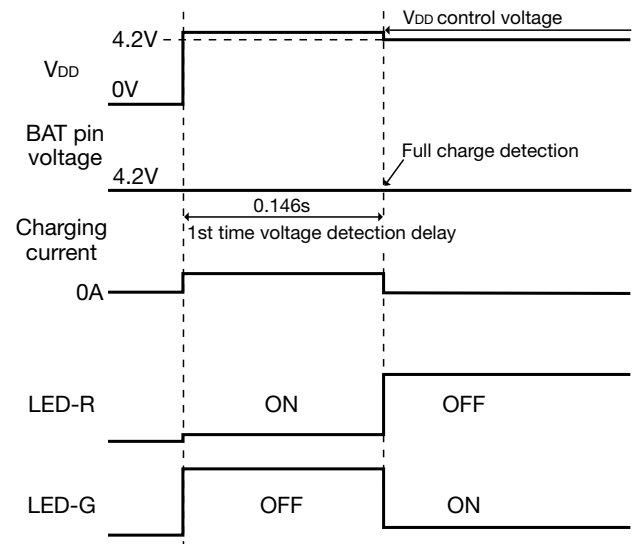 VDD control voltage
4.2V
VDD
0V
BAT pin
voltage
Full charge detection
4.2V
0.146s
1st time voltage detection delay
Charging
current
0A
LED-R
ON
OFF
LED-G
OFF
ON